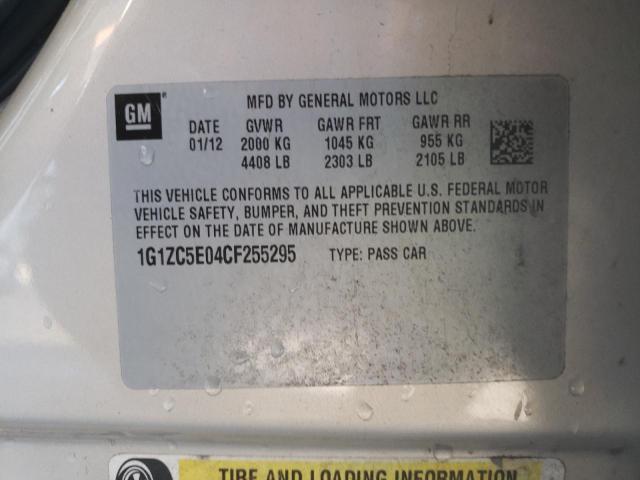 GM
®
MFD BY GENERAL MOTORS LLC
DATE GVWR GAWR FRT GAWR RR
01/12 2000 KG 1045 KG 955 KG
4408 LB 2303 LB 2105 LB
THIS VEHICLE CONFORMS TO ALL APPLICABLE U.S. FEDERAL MOTOR
VEHICLE SAFETY, BUMPER, AND THEFT PREVENTION STANDARDS IN
EFFECT ON THE DATE OF MANUFACTURE SHOWN ABOVE.
1G1ZC5E04CF255295 TYPE: PASS CAR
TIRE AND LOADING INFORMATION